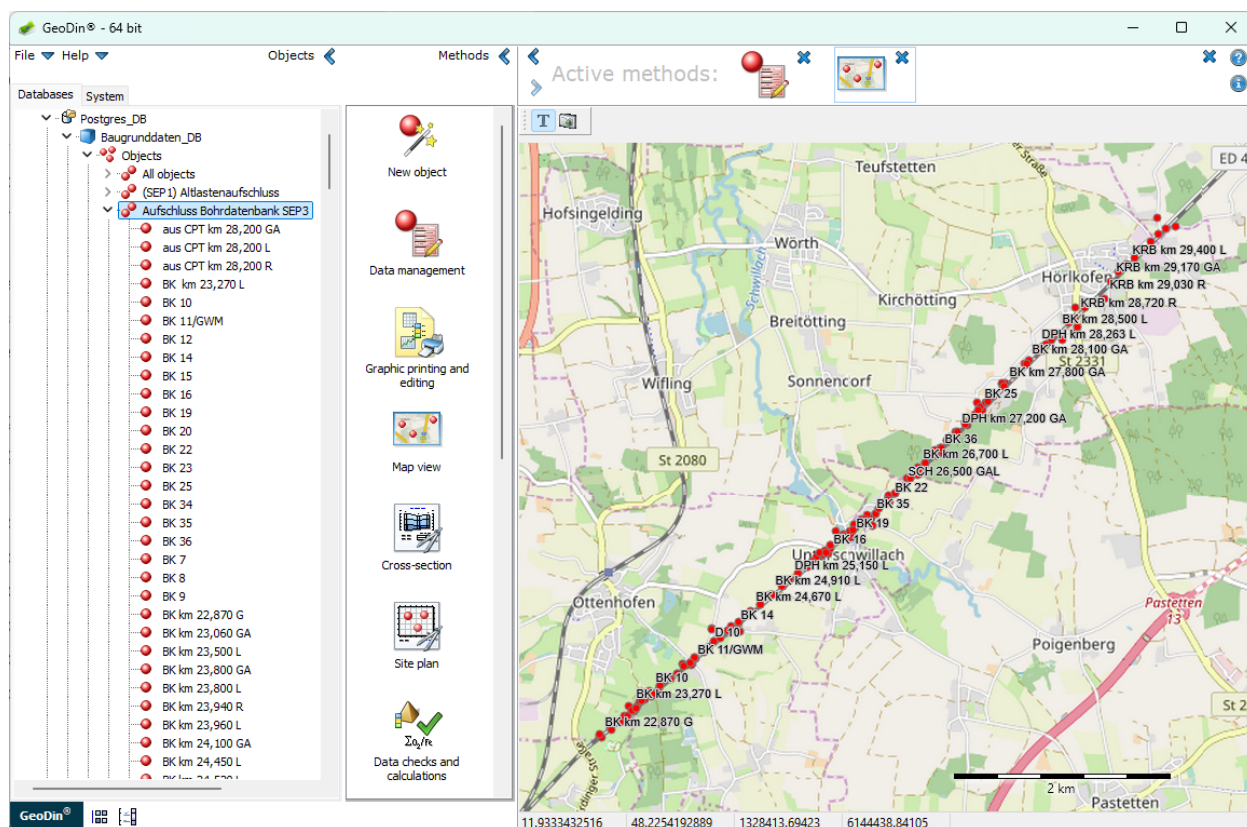 GeoDin® - 64 bit
File Help Objects Methods
Active methods:
Databases System
Postgres_DB
Baugrunddaten_DB
Objects
All objects
(SEP1) Altlastenaufschluss
Aufschluss Bohrdatenbank SEP3
aus CPT km 28,200 GA
aus CPT km 28,200 L
aus CPT km 28,200 R
BK  km 23,270 L
BK 10
BK 11/GWM
BK 12
BK 14
BK 15
BK 16
BK 19
BK 20
BK 22
BK 23
BK 25
BK 34
BK 35
BK 36
BK 7
BK 8
BK 9
BK km 22,870 G
BK km 23,060 GA
BK km 23,500 L
BK km 23,800 GA
BK km 23,800 L
BK km 23,940 R
BK km 23,960 L
BK km 24,100 GA
BK km 24,450 L
New object
Data management
Graphic printing and
editing
Map view
Cross-section
Site plan
Data checks and
calculations
T
Teufstetten
ED 4
Hofsingelding
Wörth
Schwillach
Hörlkofen
Kirchötting
Breitötting
Wifling
Sonnencorf
St 2331
St 2080
Unterschwillach
Ottenhofen
Poigenberg
Pastetten
13
St 2
Pastetten
KRB km 29,400 L
KRB km 29,170 GA
KRB km 29,030 R
KRB km 28,720 R
BK km 28,500 L
DPH km 28,263 L
BK km 28,100 GA
BK km 27,800 GA
BK 25
DPH km 27,200 GA
BK 36
BK km 26,700 L
SCH 26,500 GAL
BK 22
BK 35
BK 19
BK 16
DPH km 25,150 L
BK km 24,910 L
BK km 24,670 L
BK 14
D 10
BK 11/GWM
BK 10
BK km 23,270 L
BK km 22,870 G
2 km
GeoDin®
11.9333432516 48.2254192889 1328413.69423 6144438.84105